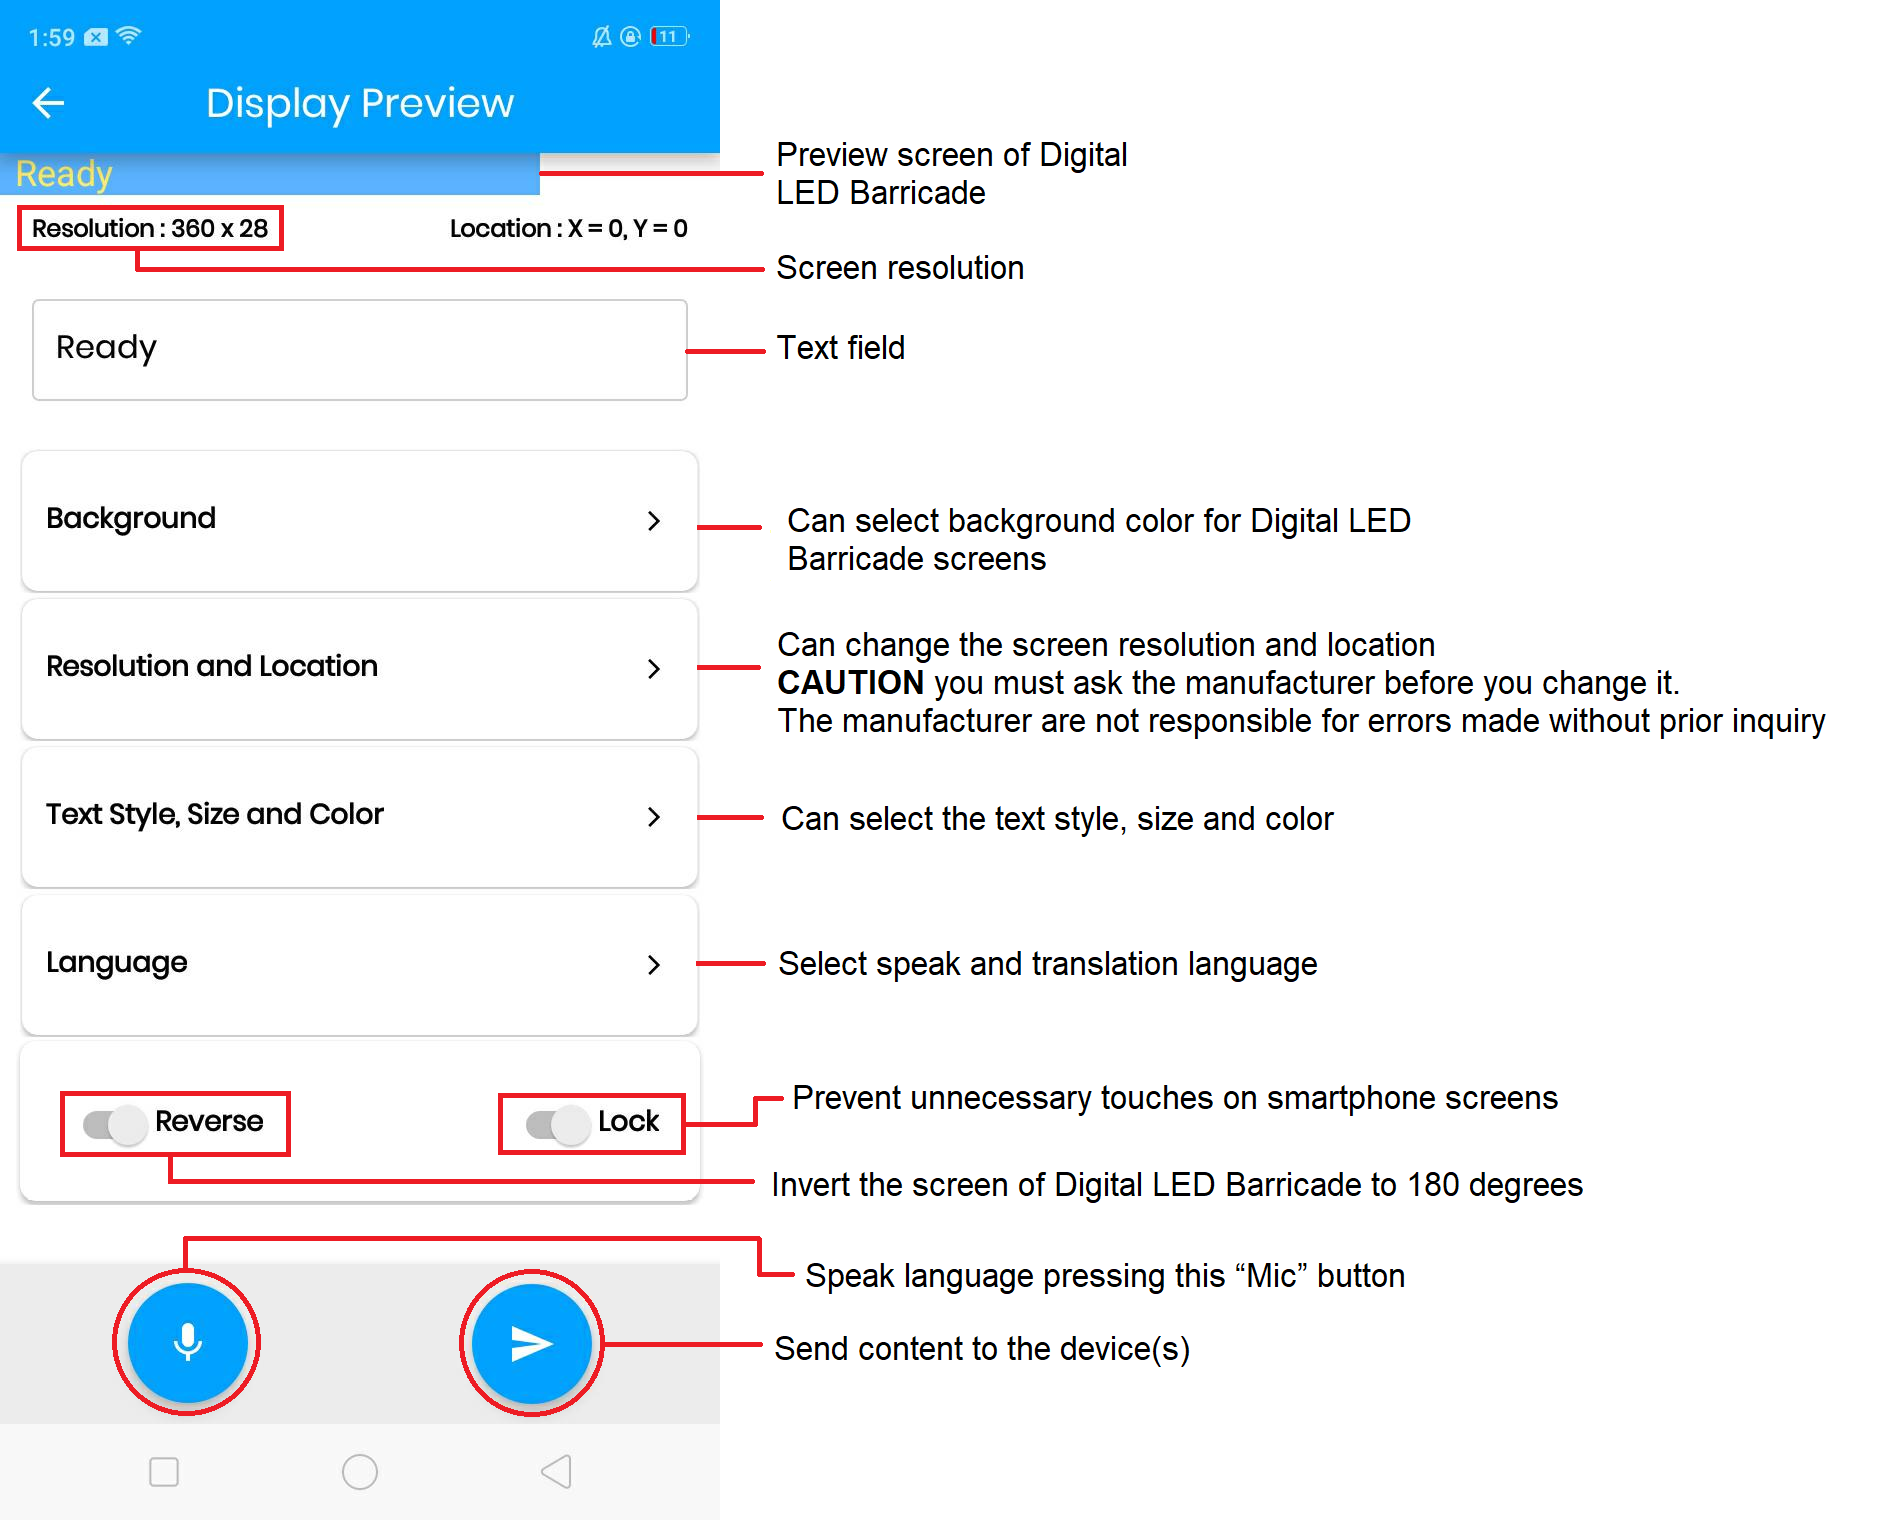 1:59
11
Display Preview
Ready
Preview screen of Digital
LED Barricade
Resolution : 360 x 28
Location : X = 0, Y = 0
Screen resolution
Ready
Text field
Background
Can select background color for Digital LED
Barricade screens
Resolution and Location
Can change the screen resolution and location
CAUTION you must ask the manufacturer before you change it.
The manufacturer are not responsible for errors made without prior inquiry
Text Style, Size and Color
Can select the text style, size and color
Language
Select speak and translation language
Reverse
Lock
Prevent unnecessary touches on smartphone screens
Invert the screen of Digital LED Barricade to 180 degrees
Speak language pressing this “Mic” button
Send content to the device(s)